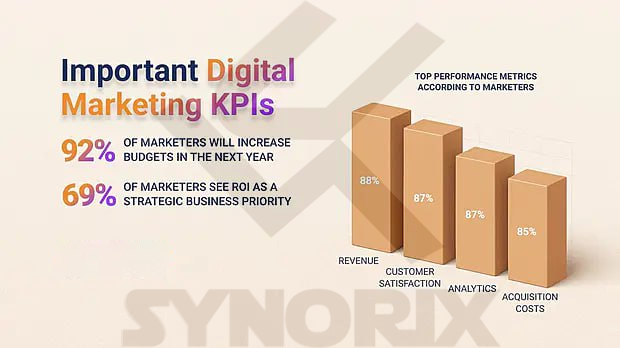 Important Digital
Marketing KPIs
92% OF MARKETERS WILL INCREASE
BUDGETS IN THE NEXT YEAR
69% OF MARKETERS SEE ROI AS A
STRATEGIC BUSINESS PRIORITY
TOP PERFORMANCE METRICS
ACCORDING TO MARKETERS
88%
87%
87%
85%
REVENUE
CUSTOMER
SATISFACTION
ANALYTICS
ACQUISITION
COSTS
SYNORIX